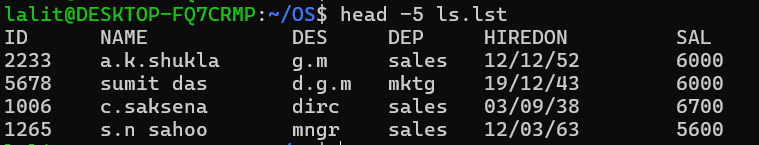 lalit@DESKTOP-FQ7CRMP:~/OS$ head -5 ls.lst
ID NAME DES DEP HIREDON SAL
2233 a.k.shukla g.m sales 12/12/52 6000
5678 sumit das d.g.m mktg 19/12/43 6000
1006 c.saksena dirc sales 03/09/38 6700
1265 s.n sahoo mngr sales 12/03/63 5600